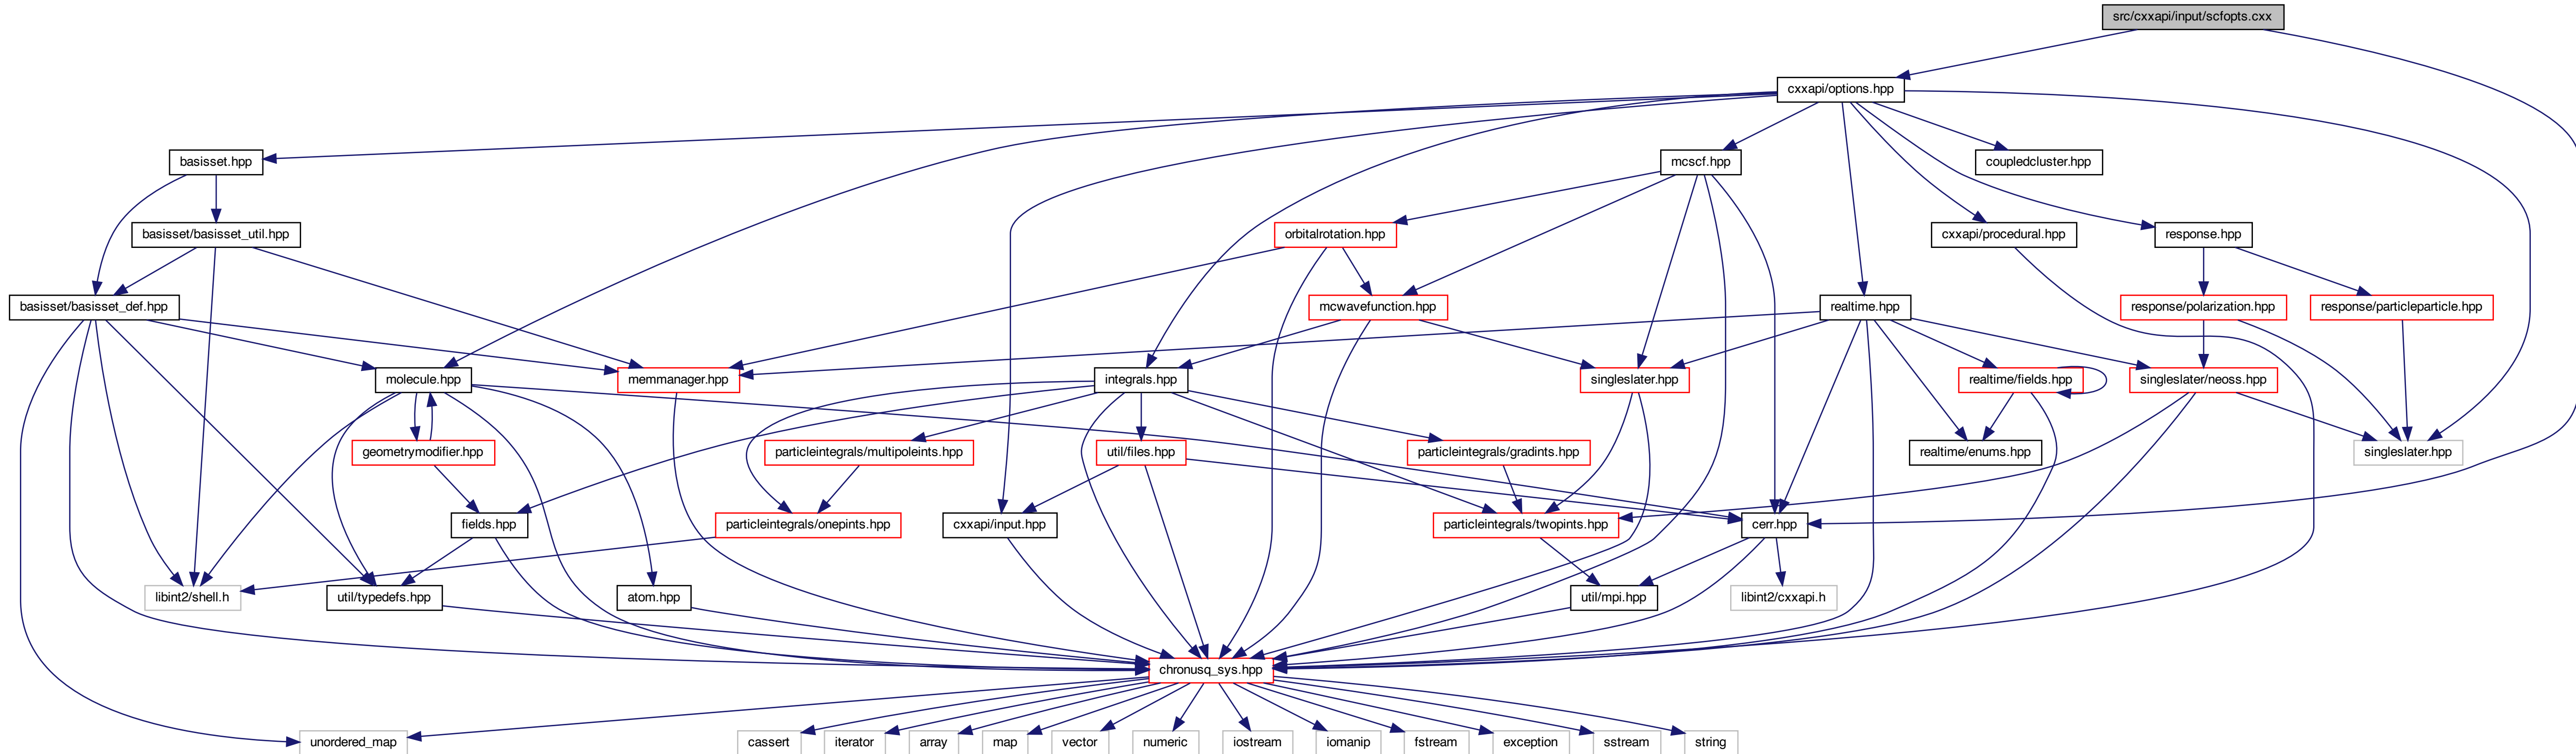 src/cxxapi/input/scfopts.cxx
cxxapi/options.hpp
basisset.hpp
mcscf.hpp
coupledcluster.hpp
basisset/basisset_util.hpp
orbitalrotation.hpp
cxxapi/procedural.hpp
response.hpp
basisset/basisset_def.hpp
mcwavefunction.hpp
realtime.hpp
response/polarization.hpp
response/particleparticle.hpp
molecule.hpp
memmanager.hpp
integrals.hpp
singleslater.hpp
realtime/fields.hpp
singleslater/neoss.hpp
geometrymodifier.hpp
particleintegrals/multipoleints.hpp
util/files.hpp
particleintegrals/gradints.hpp
realtime/enums.hpp
singleslater.hpp
fields.hpp
particleintegrals/onepints.hpp
cxxapi/input.hpp
particleintegrals/twopints.hpp
cerr.hpp
libint2/shell.h
util/typedefs.hpp
atom.hpp
util/mpi.hpp
libint2/cxxapi.h
chronusq_sys.hpp
unordered_map
cassert
iterator
array
map
vector
numeric
iostream
iomanip
fstream
exception
sstream
string